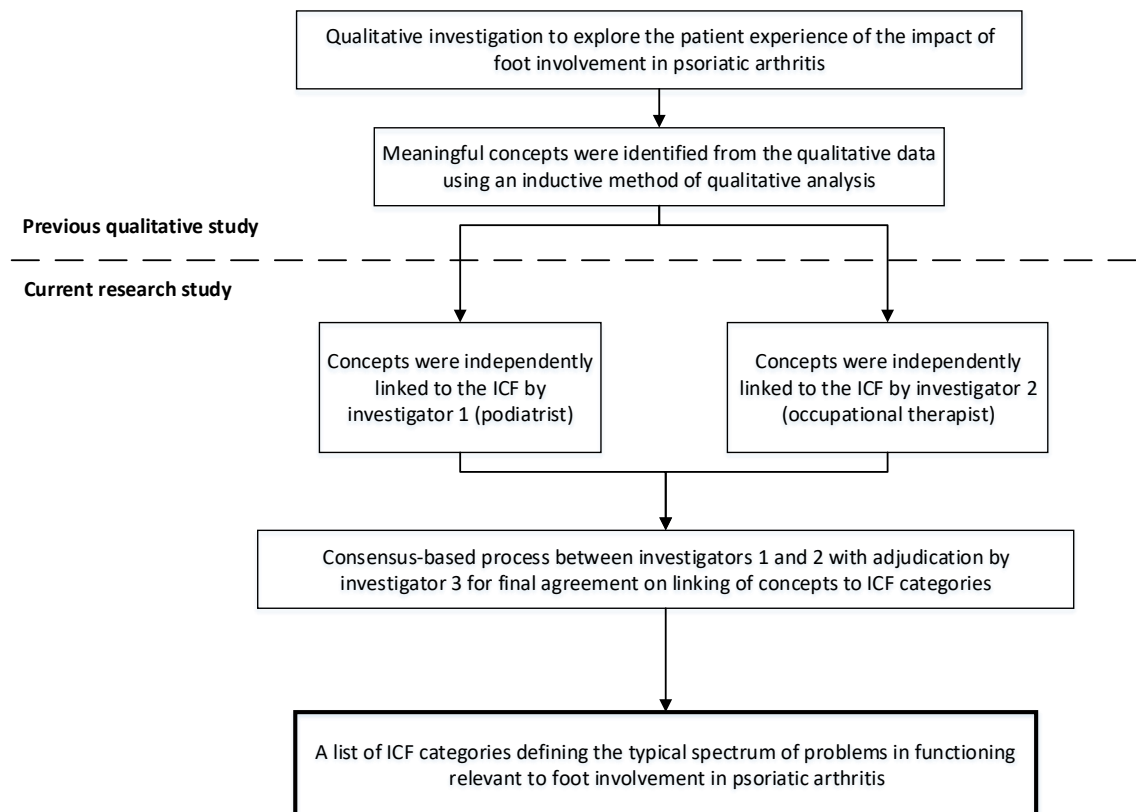 Qualitative investigation to explore the patient experience of the impact of
foot involvement in psoriatic arthritis
Meaningful concepts were identified from the qualitative data
using an inductive method of qualitative analysis
Previous qualitative study
Current research study
Concepts were independently
linked to the ICF by
investigator 1 (podiatrist)
Concepts were independently
linked to the ICF by investigator 2
(occupational therapist)
Consensus-based process between investigators 1 and 2 with adjudication by
investigator 3 for final agreement on linking of concepts to ICF categories
A list of ICF categories defining the typical spectrum of problems in functioning
relevant to foot involvement in psoriatic arthritis